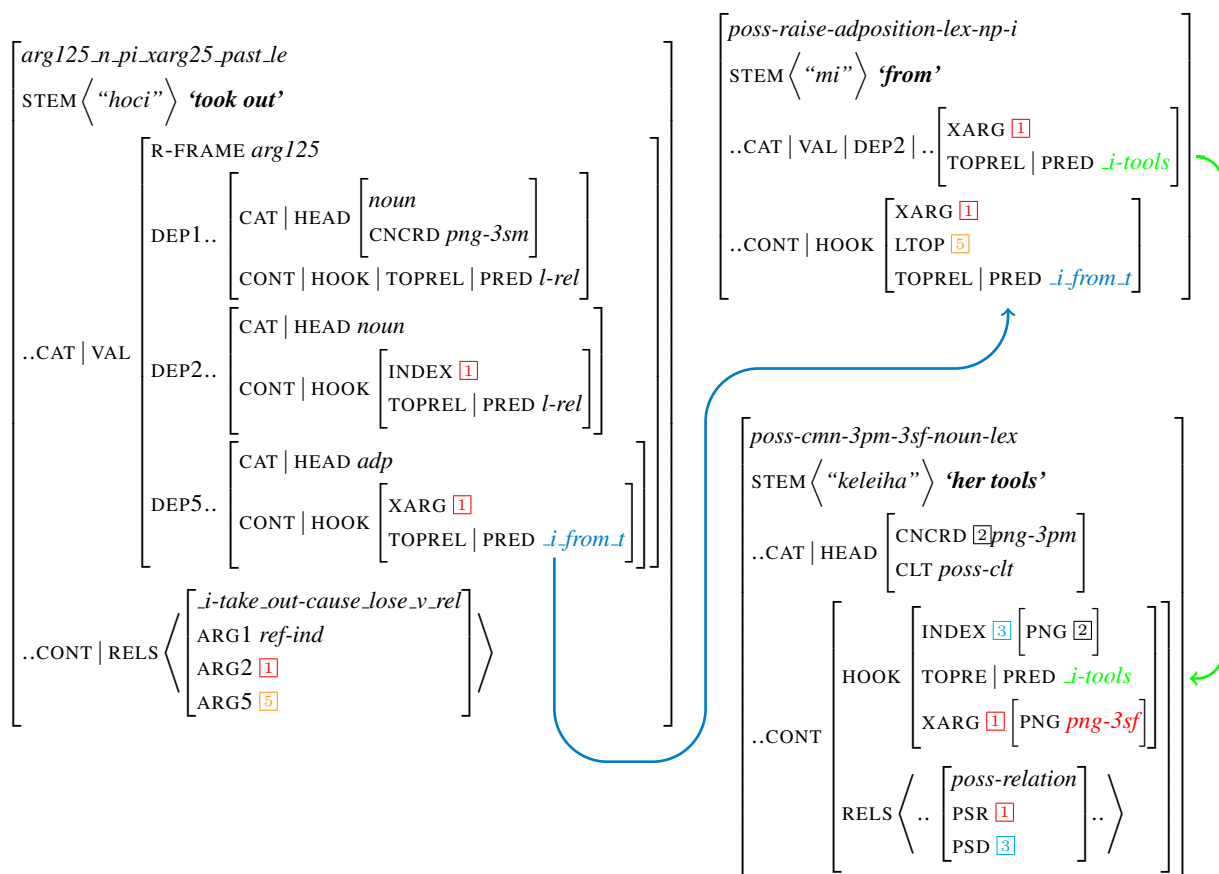 arg125_n_pi_xarg25_past_le
STEM ⟨ “hoci” ⟩ ‘took out’
..CAT | VAL
R-FRAME arg125
DEP1..
CAT | HEAD
noun
CNCRD png-3sm
CONT | HOOK | TOPREL | PRED l-rel
DEP2..
CAT | HEAD noun
CONT | HOOK
INDEX 1
TOPREL | PRED l-rel
DEP5..
CAT | HEAD adp
CONT | HOOK
XARG 1
TOPREL | PRED _i_from_t
..CONT | RELS
_i-take_out-cause_lose_v_rel
ARG1 ref-ind
ARG2 1
ARG5 5
poss-raise-adposition-lex-np-i
STEM ⟨ “mi” ⟩ ‘from’
..CAT | VAL | DEP2 | ..
XARG 1
TOPREL | PRED _i-tools
..CONT | HOOK
XARG 1
LTOP 5
TOPREL | PRED _i_from_t
poss-cmn-3pm-3sf-noun-lex
STEM ⟨ “keleiha” ⟩ ‘her tools’
..CAT | HEAD
CNCRD 2 png-3pm
CLT poss-clt
..CONT
HOOK
INDEX 3 [PNG 2]
TOPRE | PRED _i-tools
XARG 1 [PNG png-3sf]
RELS ⟨ .. .. ⟩
poss-relation
PSR 1
PSD 3